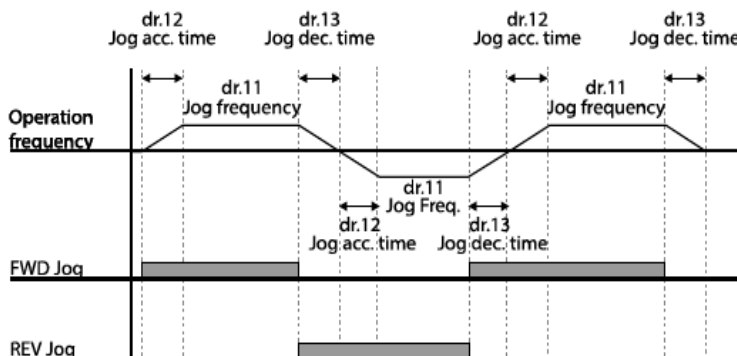 dr.12
Jog acc. time
dr.13
Jog dec. time
dr.12
Jog acc. time
dr.13
Jog dec. time
dr.11
Jog frequency
dr.11
Jog frequency
Operation
frequency
dr.11
Jog Freq.
dr.12
Jog acc. time
dr.13
Jog dec. time
FWD Jog
REV Jog